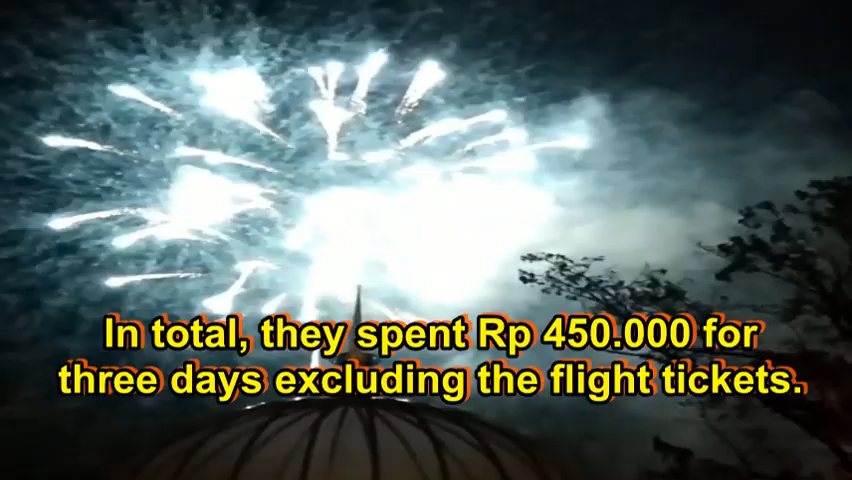 In total, they spent Rp 450.000 for
three days excluding the flight tickets.